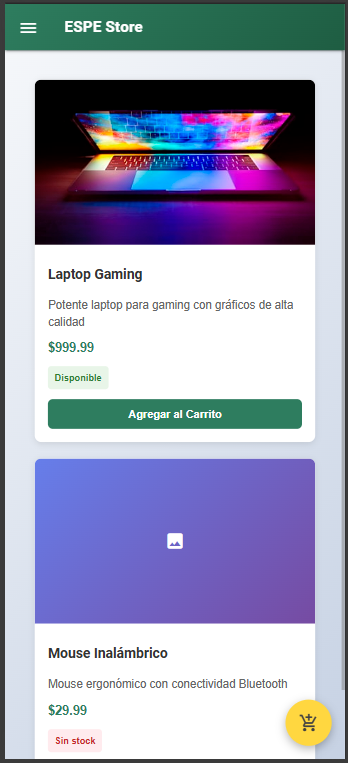 ESPE Store
Laptop Gaming
Potente laptop para gaming con gráficos de alta
calidad
$999.99
Disponible
Agregar al Carrito
Mouse Inalámbrico
Mouse ergonómico con conectividad Bluetooth
$29.99
Sin stock